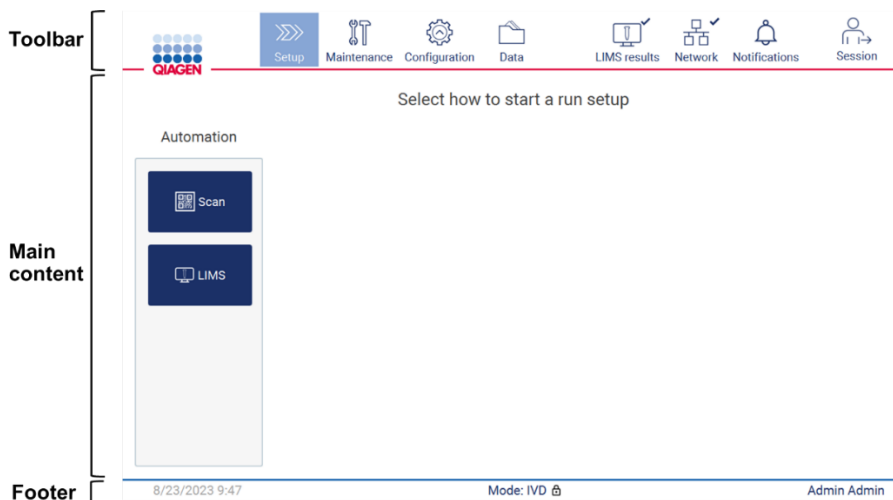 Toolbar
QIAGEN
Setup Maintenance Configuration Data LIMS results Network Notifications Session
Select how to start a run setup
Automation
Scan
Main
content
LIMS
Footer
8/23/2023 9:47 Mode: IVD Admin Admin